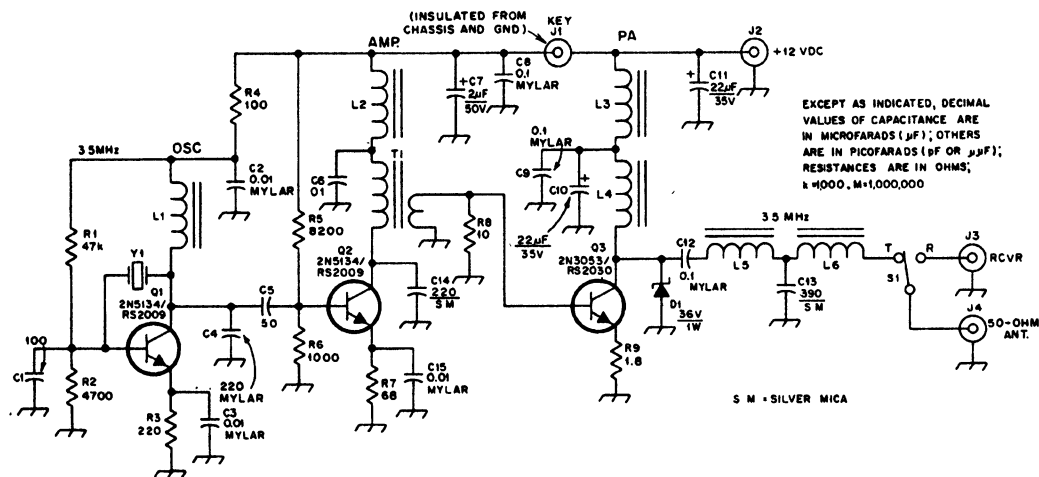 (INSULATED FROM
CHASSIS AND GND)
KEY
J1
AMP.
PA
J2
+12 VDC
C8
0.1
MYLAR
+
C7
2µF
50V
L2
L3
+
C11
22µF
35V
R4
100
3.5MHz
OSC
C2
0.01
MYLAR
L1
C6
.01
T1
0.1
MYLAR
C9
+
C10
22µF
35V
L4
EXCEPT AS INDICATED, DECIMAL
VALUES OF CAPACITANCE ARE
IN MICROFARADS (µF); OTHERS
ARE IN PICOFARADS (pF OR µµF);
RESISTANCES ARE IN OHMS;
k=1,000, M=1,000,000
R1
47k
R5
8200
R8
10
Y1
Q1
2N5134/
RS2009
Q2
2N5134/
RS2009
Q3
2N3053/
RS2030
C5
50
C14
220
S M
C12
0.1
MYLAR
3.5 MHz
L5
L6
T
R
S1
J3
RCVR
C13
390
S M
D1
36V
1W
J4
50-OHM
ANT.
100
C1
R2
4700
C4
220
MYLAR
R6
1000
R3
220
C3
0.01
MYLAR
R7
68
C15
0.01
MYLAR
R9
1.8
S M = SILVER MICA